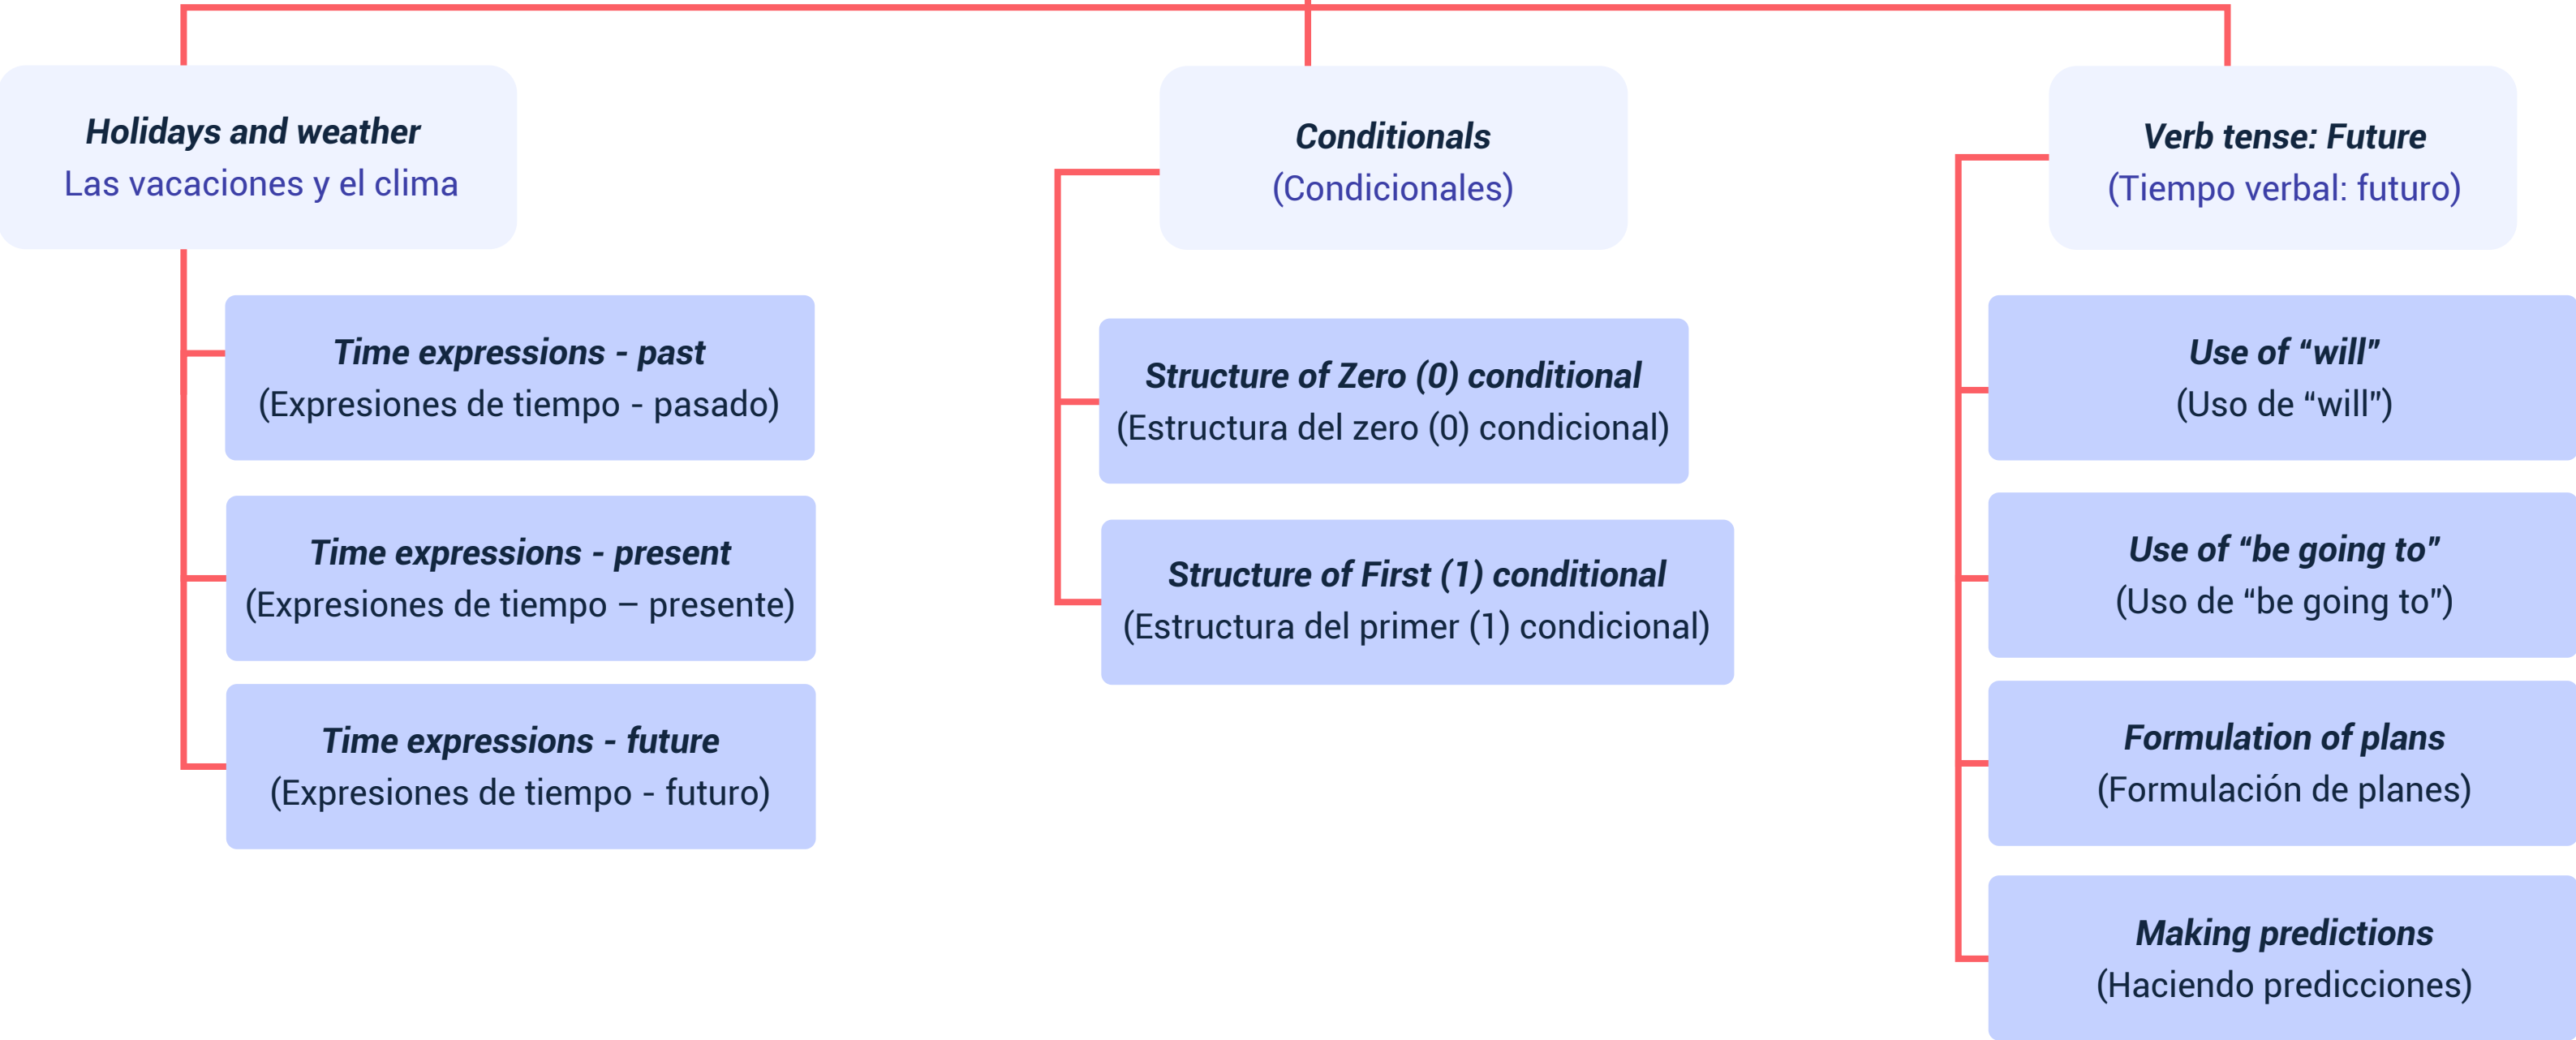 Holidays and weather
Las vacaciones y el clima
Time expressions - past
(Expresiones de tiempo - pasado)
Time expressions - present
(Expresiones de tiempo – presente)
Time expressions - future
(Expresiones de tiempo - futuro)
Conditionals
(Condicionales)
Structure of Zero (0) conditional
(Estructura del zero (0) condicional)
Structure of First (1) conditional
(Estructura del primer (1) condicional)
Verb tense: Future
(Tiempo verbal: futuro)
Use of “will”
(Uso de “will”)
Use of “be going to”
(Uso de “be going to”)
Formulation of plans
(Formulación de planes)
Making predictions
(Haciendo predicciones)